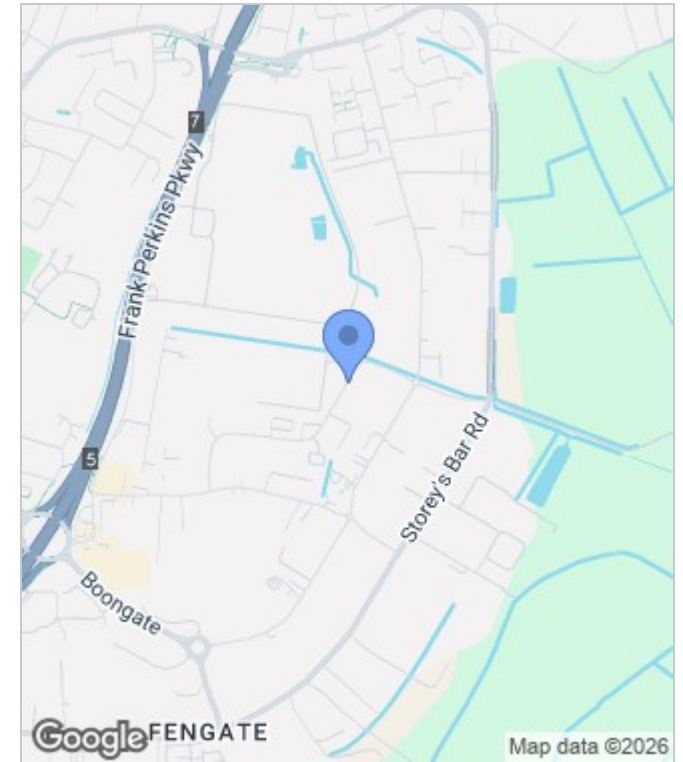 7
Frank Perkins Pkwy
5
Storey's Bar Rd
Boongate
FENGATE
Google
Map data ©2026